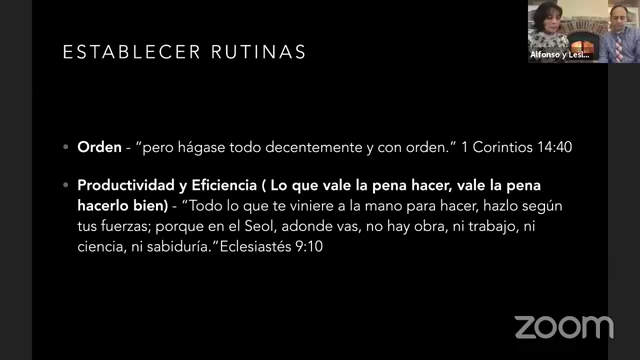 Alfonso y Lesl...
ESTABLECER RUTINAS
• Orden - “pero hágase todo decentemente y con orden.” 1 Corintios 14:40
• Productividad y Eficiencia ( Lo que vale la pena hacer, vale la pena
hacerlo bien) - “Todo lo que te viniere a la mano para hacer, hazlo según
tus fuerzas; porque en el Seol, adonde vas, no hay obra, ni trabajo, ni
ciencia, ni sabiduría.”Eclesiastés 9:10
zoom